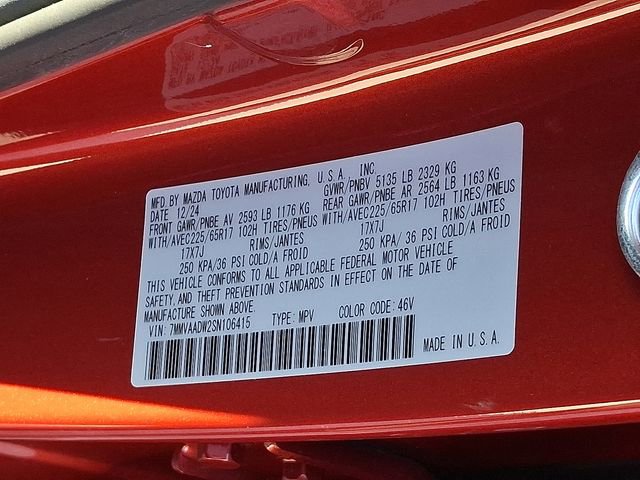 MFD. BY MAZDA TOYOTA MANUFACTURING, U.S.A., INC.
DATE 12/24 GVWR/PNBV 5135 LB 2329 KG
FRONT GAWR/PNBE AV 2593 LB 1176 KG REAR GAWR/PNBE AR 2564 LB 1163 KG
WITH/AVEC225/65R17 102H TIRES/PNEUS WITH/AVEC225/65R17 102H TIRES/PNEUS
17X7J RIMS/JANTES 17X7J RIMS/JANTES
250 KPA/36 PSI COLD/A FROID 250 KPA/ 36 PSI COLD/A FROID
THIS VEHICLE CONFORMS TO ALL APPLICABLE FEDERAL MOTOR VEHICLE
SAFETY, AND THEFT PREVENTION STANDARDS IN EFFECT ON THE DATE OF
MANUFACTURE SHOWN ABOVE.
VIN: 7MMVAADW2SN106415 TYPE: MPV COLOR CODE: 46V
MADE IN U.S.A.